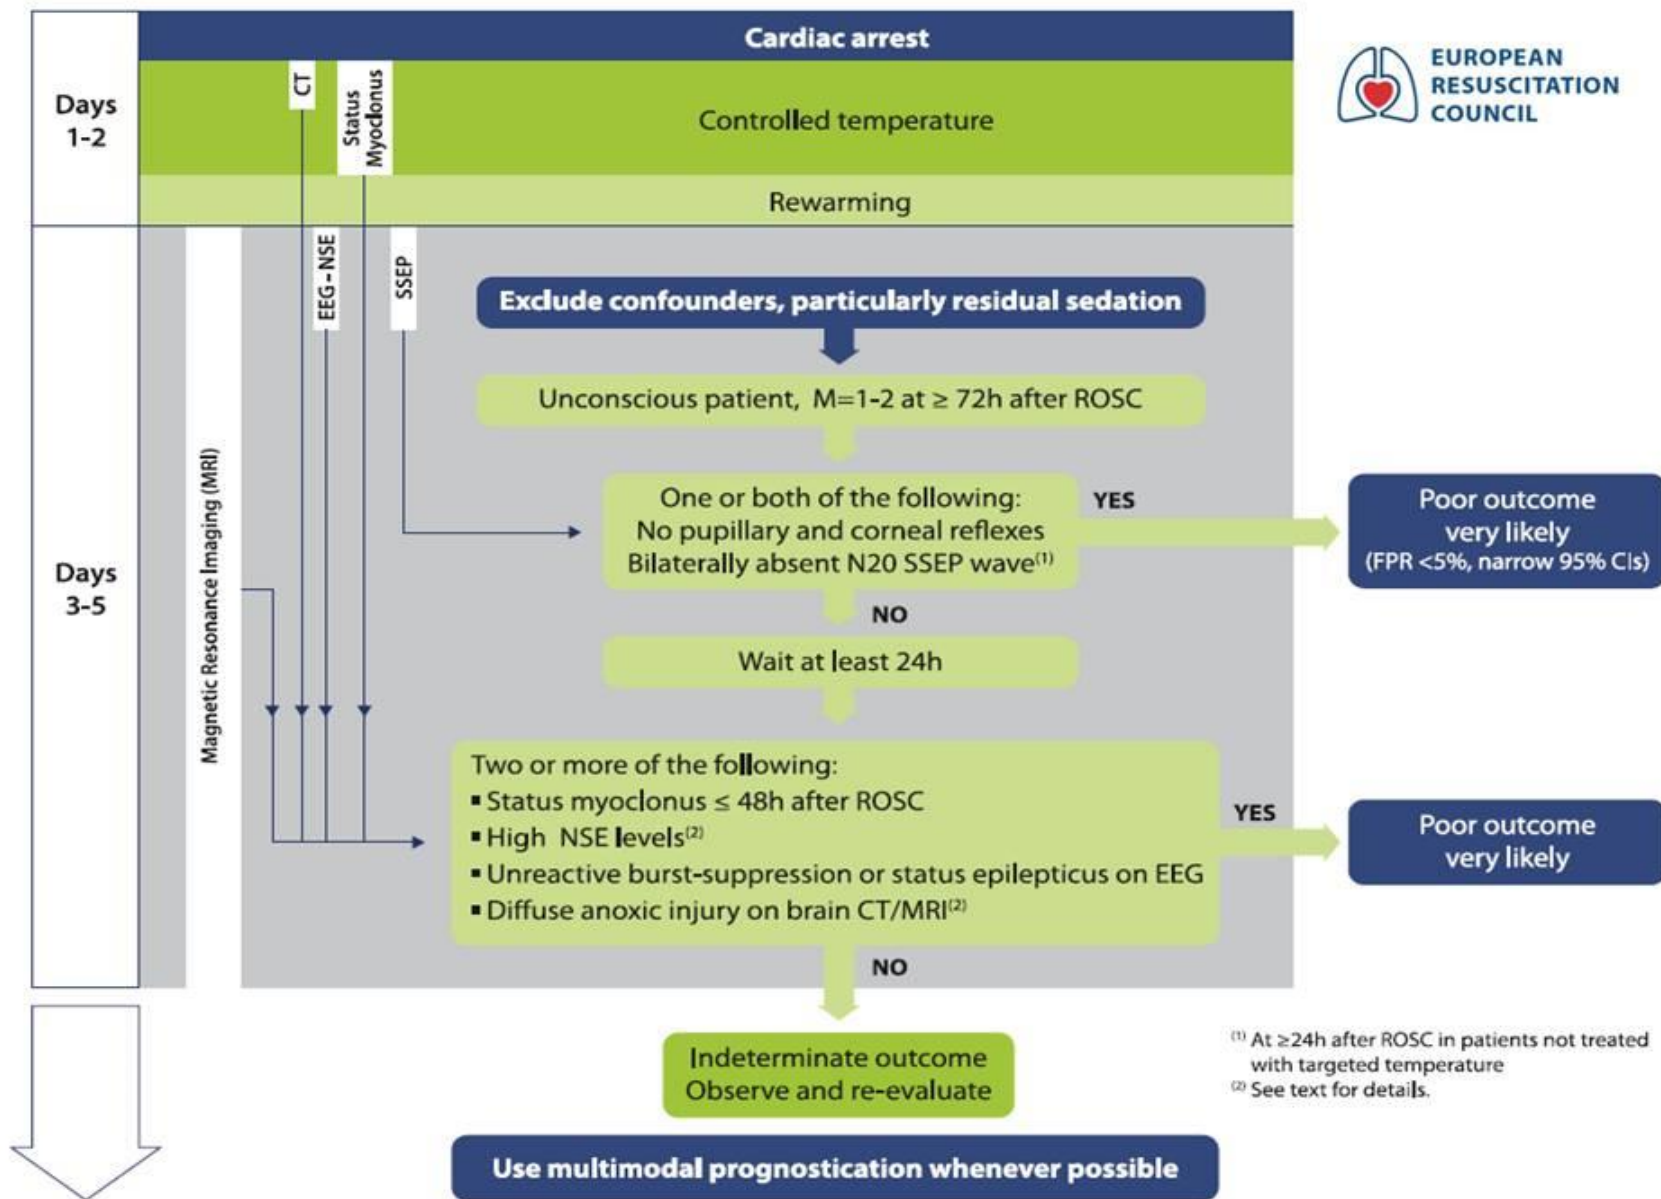 Cardiac arrest
EUROPEAN
RESUSCITATION
COUNCIL
Days
1-2
CT
Status
Myoclonus
Controlled temperature
Rewarming
Days
3-5
Magnetic Resonance Imaging (MRI)
EEG - NSE
SSEP
Exclude confounders, particularly residual sedation
Unconscious patient, M=1-2 at ≥ 72h after ROSC
One or both of the following:
No pupillary and corneal reflexes
Bilaterally absent N20 SSEP wave(1)
YES
Poor outcome
very likely
(FPR <5%, narrow 95% CIs)
NO
Wait at least 24h
Two or more of the following:
▪ Status myoclonus ≤ 48h after ROSC
▪ High NSE levels(2)
▪ Unreactive burst-suppression or status epilepticus on EEG
▪ Diffuse anoxic injury on brain CT/MRI(2)
YES
Poor outcome
very likely
NO
Indeterminate outcome
Observe and re-evaluate
(1) At ≥24h after ROSC in patients not treated
with targeted temperature
(2) See text for details.
Use multimodal prognostication whenever possible